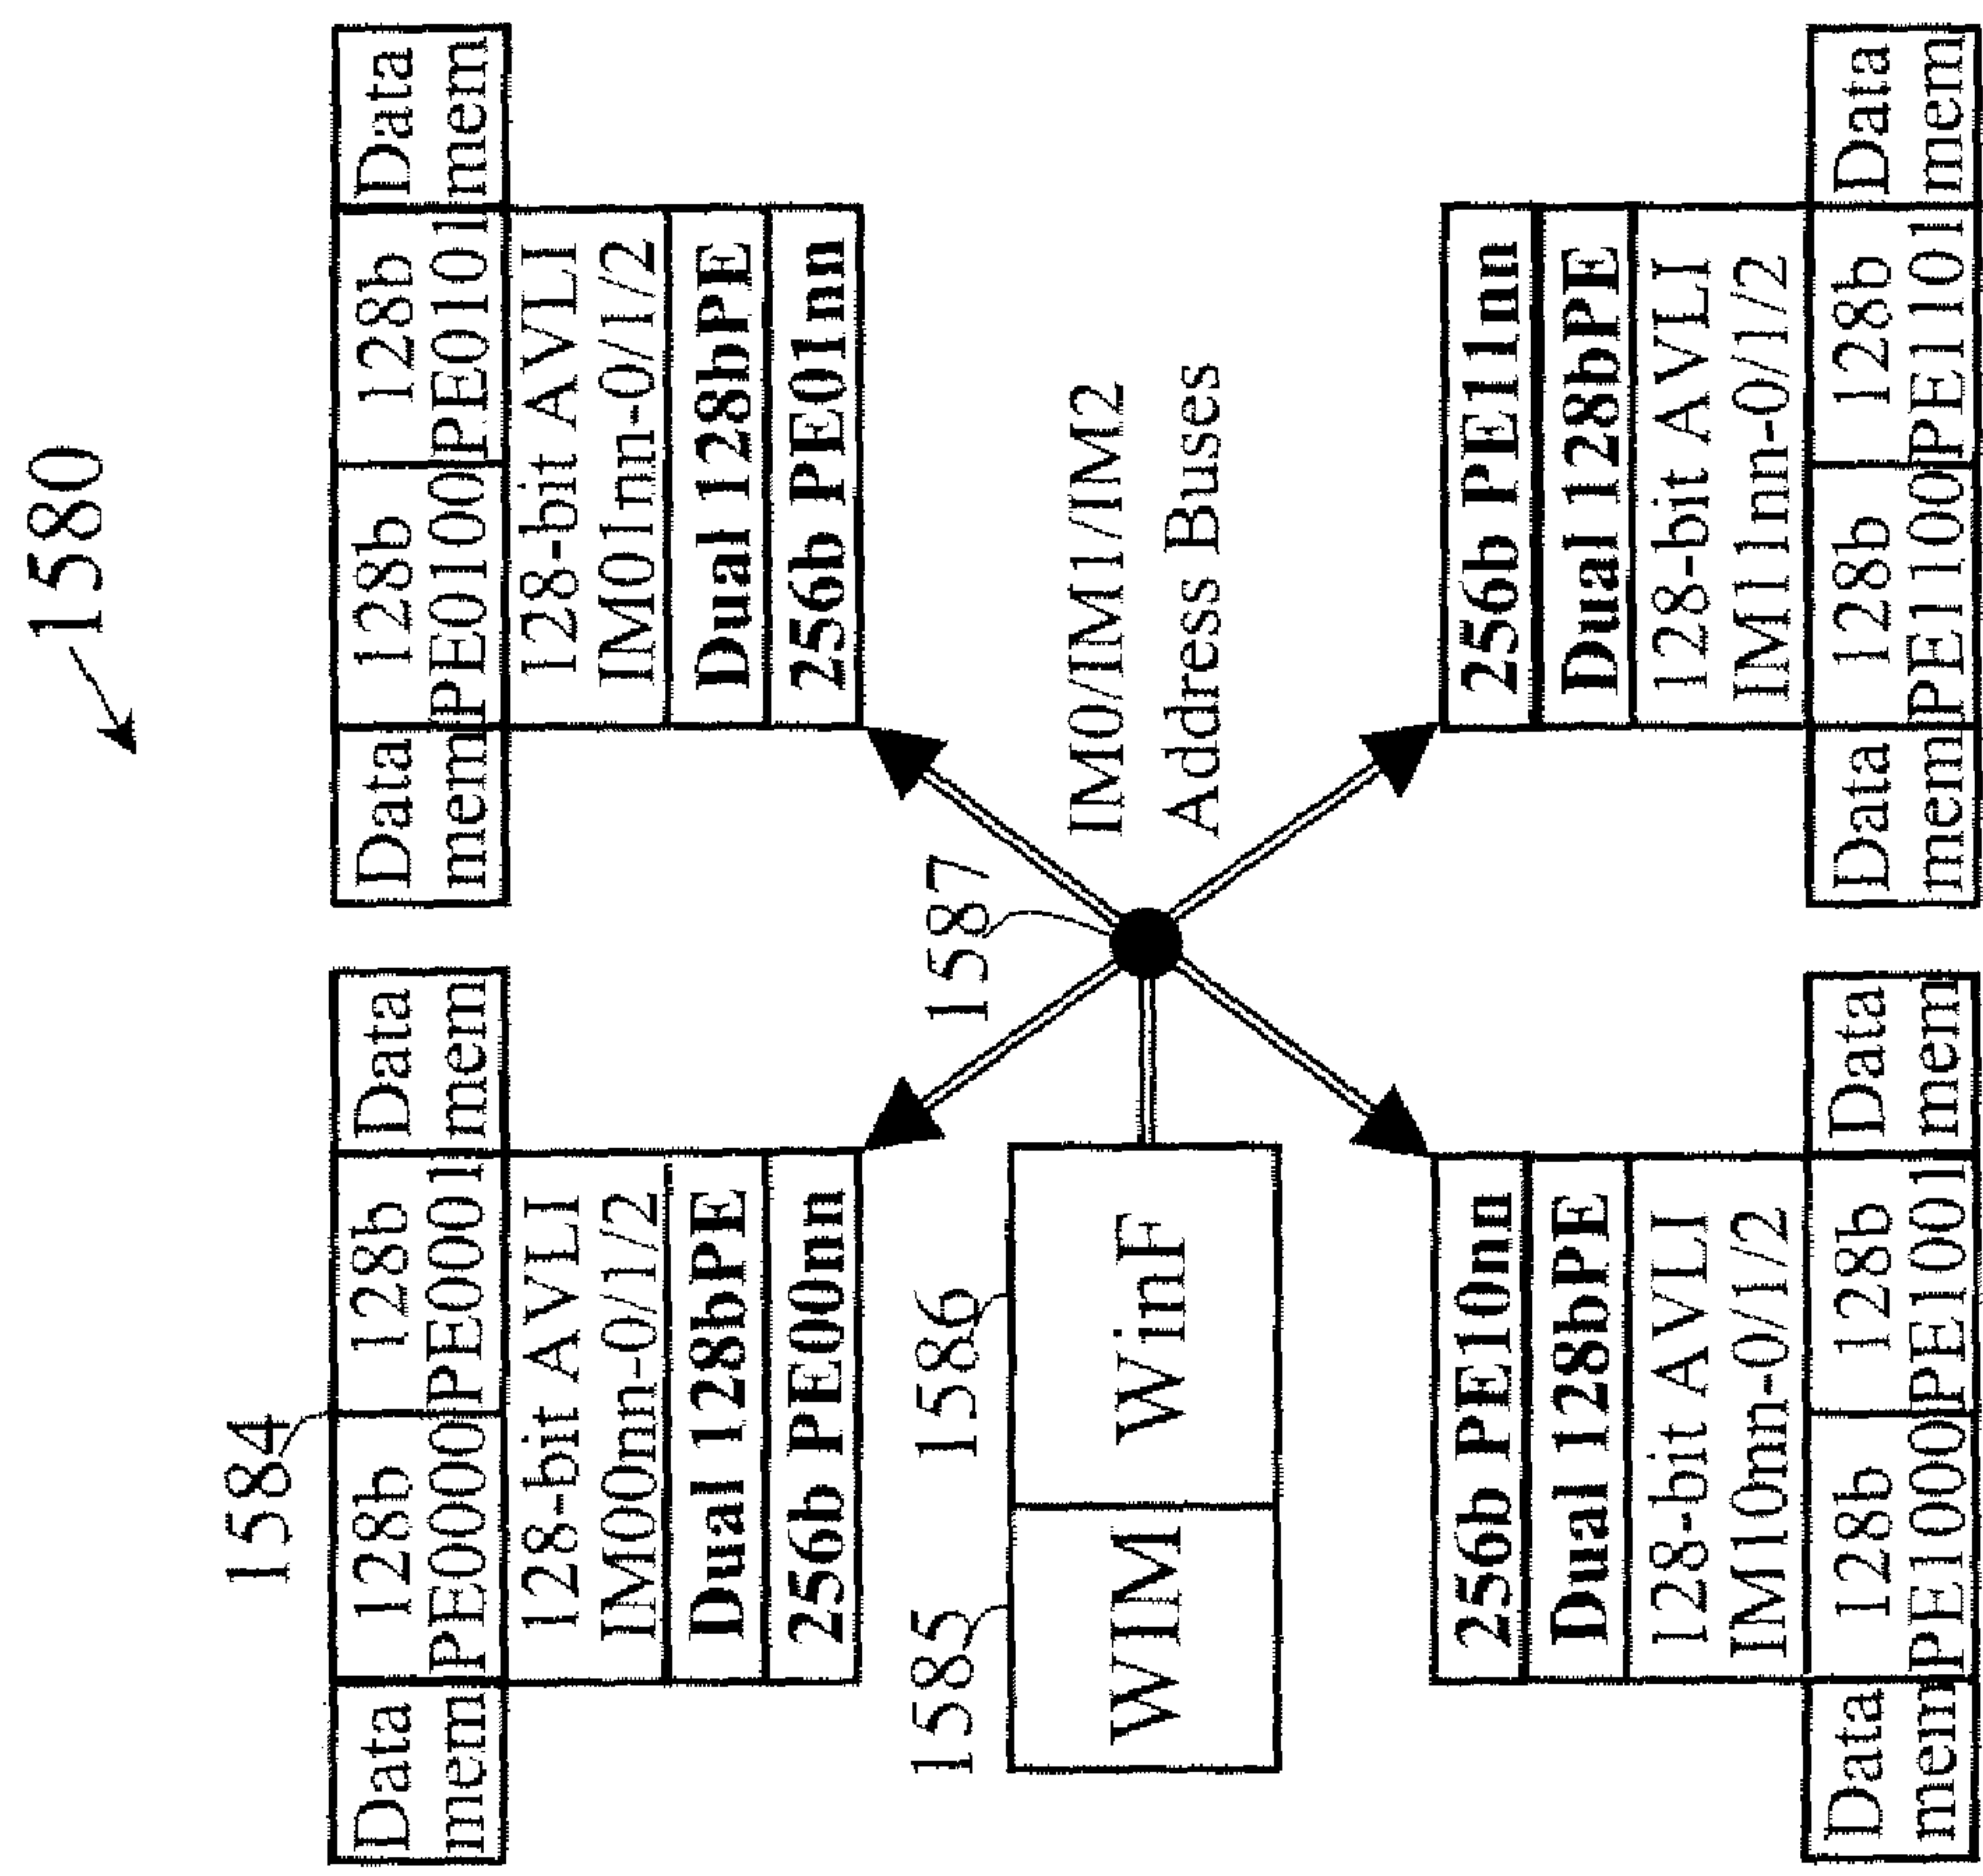 1580
1584
Data
mem
128b
PE0000
128b
PE0001
Data
mem
128-bit AVLI
IM00nn-0/1/2
Dual 128bPE
256b PE00nn
Data
mem
128b
PE0100
128b
PE0101
Data
mem
128-bit AVLI
IM01nn-0/1/2
Dual 128bPE
256b PE01nn
1585
WIM
1586
WinF
1587
IM0/IM1/IM2
Address Buses
256b PE10nn
Dual 128bPE
128-bit AVLI
IM10nn-0/1/2
Data
mem
128b
PE1000
128b
PE1001
Data
mem
256b PE11nn
Dual 128bPE
128-bit AVLI
IM11nn-0/1/2
Data
mem
128b
PE1100
128b
PE1101
Data
mem